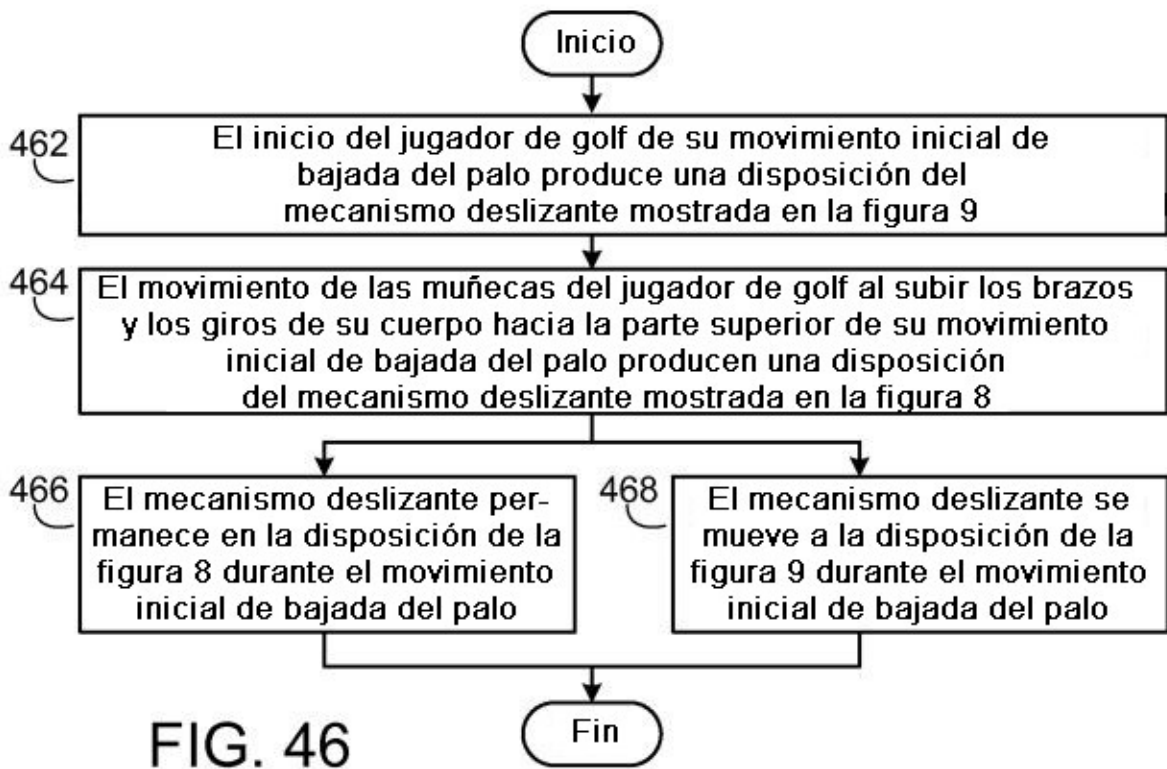 Inicio
462
El inicio del jugador de golf de su movimiento inicial de
bajada del palo produce una disposición del
mecanismo deslizante mostrada en la figura 9
464
El movimiento de las muñecas del jugador de golf al subir los brazos
y los giros de su cuerpo hacia la parte superior de su movimiento
inicial de bajada del palo producen una disposición
del mecanismo deslizante mostrada en la figura 8
466
El mecanismo deslizante per-
manece en la disposición de la
figura 8 durante el movimiento
inicial de bajada del palo
468
El mecanismo deslizante se
mueve a la disposición de la
figura 9 durante el movimiento
inicial de bajada del palo
Fin
FIG. 46